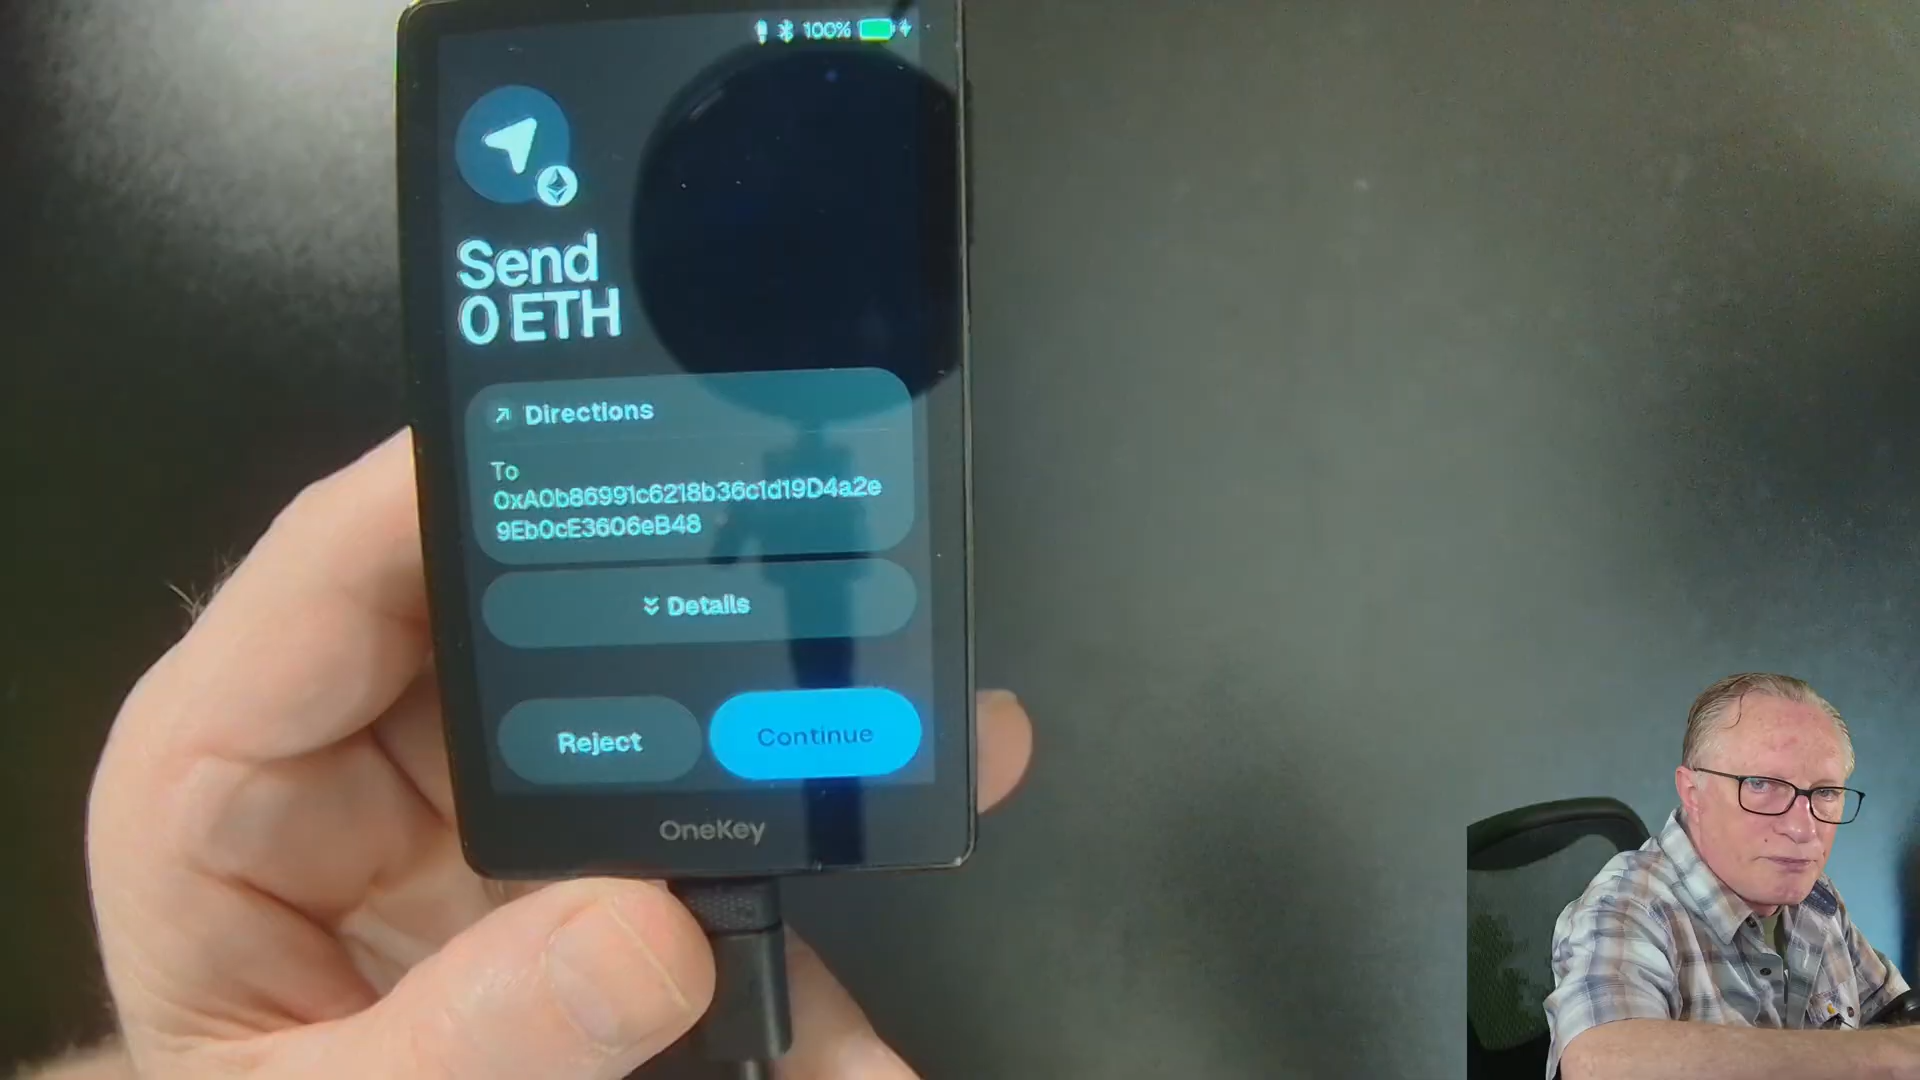 100%
Send
0 ETH
Directions
To
0xA0b86991c6218b36c1d19D4a2e
9Eb0cE3606eB48
Details
Reject
Continue
OneKey